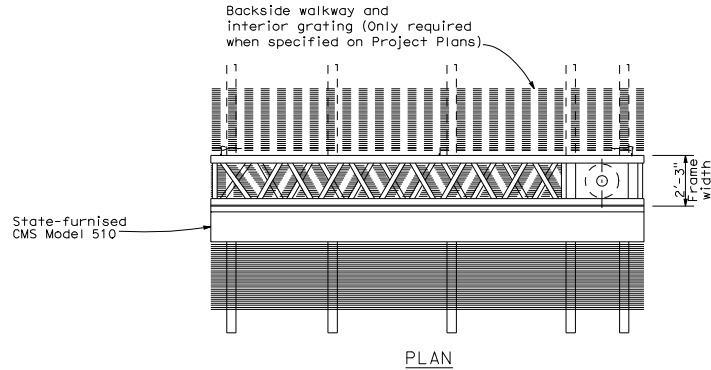 Backside walkway and
interior grating (Only required
when specified on Project Plans)
2'-3"
Frame
width
State-furnised
CMS Model 510
PLAN